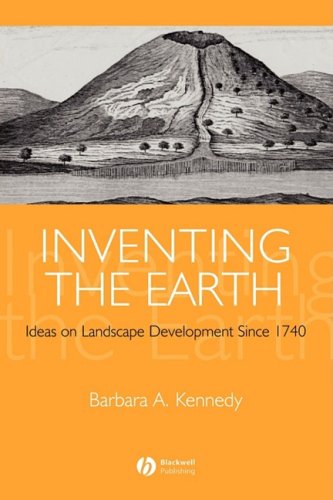 INVENTING
THE EARTH
Ideas on Landscape Development Since 1740
Barbara A. Kennedy
Blackwell
Publishing